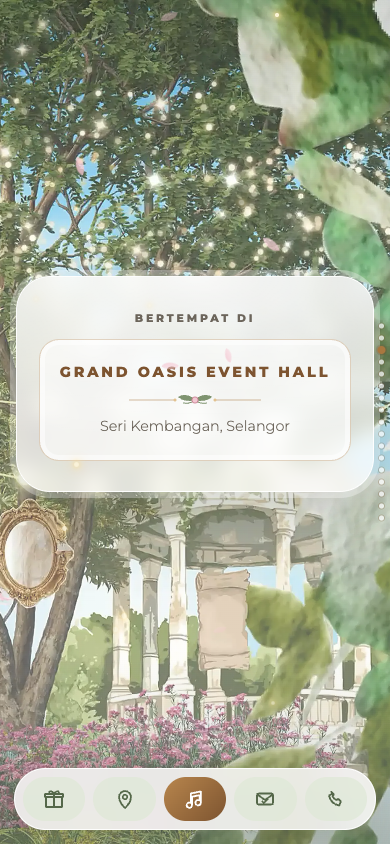 BERTEMPAT DI
GRAND OASIS EVENT HALL
Seri Kembangan, Selangor